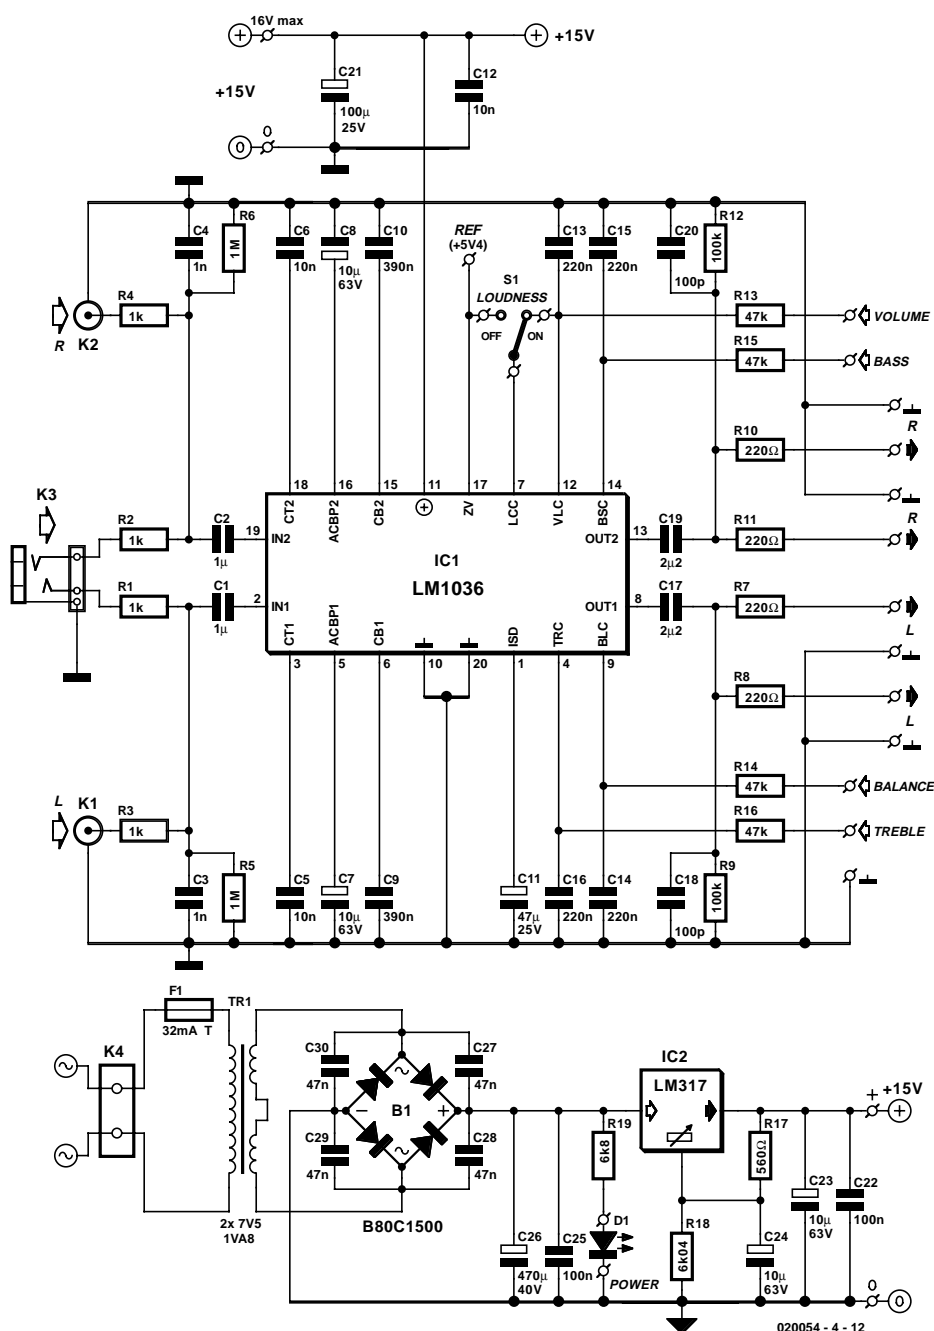 16V max
+15V
C21
100µ
25V
C12
10n
+15V
0
0
C4
1n
R6
1M
C6
10n
C8
10µ
63V
C10
390n
REF
(+5V4)
C13
220n
C15
220n
C20
100p
R12
100k
S1
LOUDNESS
OFF
ON
R4
1k
R
K2
R13
47k
VOLUME
R15
47k
BASS
R
R10
220Ω
R
R11
220Ω
K3
R2
1k
R1
1k
C2
1µ
C1
1µ
18
16
15
11
17
7
12
14
CT2
ACBP2
CB2
ZV
LCC
VLC
BSC
19
IN2
OUT2
13
C19
2µ2
IC1
LM1036
2
IN1
OUT1
8
C17
2µ2
CT1
ACBP1
CB1
ISD
TRC
BLC
3
5
6
10
20
1
4
9
R7
220Ω
L
R8
220Ω
L
R14
47k
BALANCE
R16
47k
TREBLE
L
K1
R3
1k
C3
1n
R5
1M
C5
10n
C7
10µ
63V
C9
390n
C11
47µ
25V
C16
220n
C14
220n
C18
100p
R9
100k
F1
32mA T
TR1
K4
2x 7V5
1VA8
C30
47n
C27
47n
B1
C29
47n
C28
47n
B80C1500
IC2
LM317
+
+15V
R19
6k8
R17
560Ω
C26
470µ
40V
C25
100n
D1
POWER
R18
6k04
C24
10µ
63V
C23
10µ
63V
C22
100n
0
0
020054 - 4 - 12